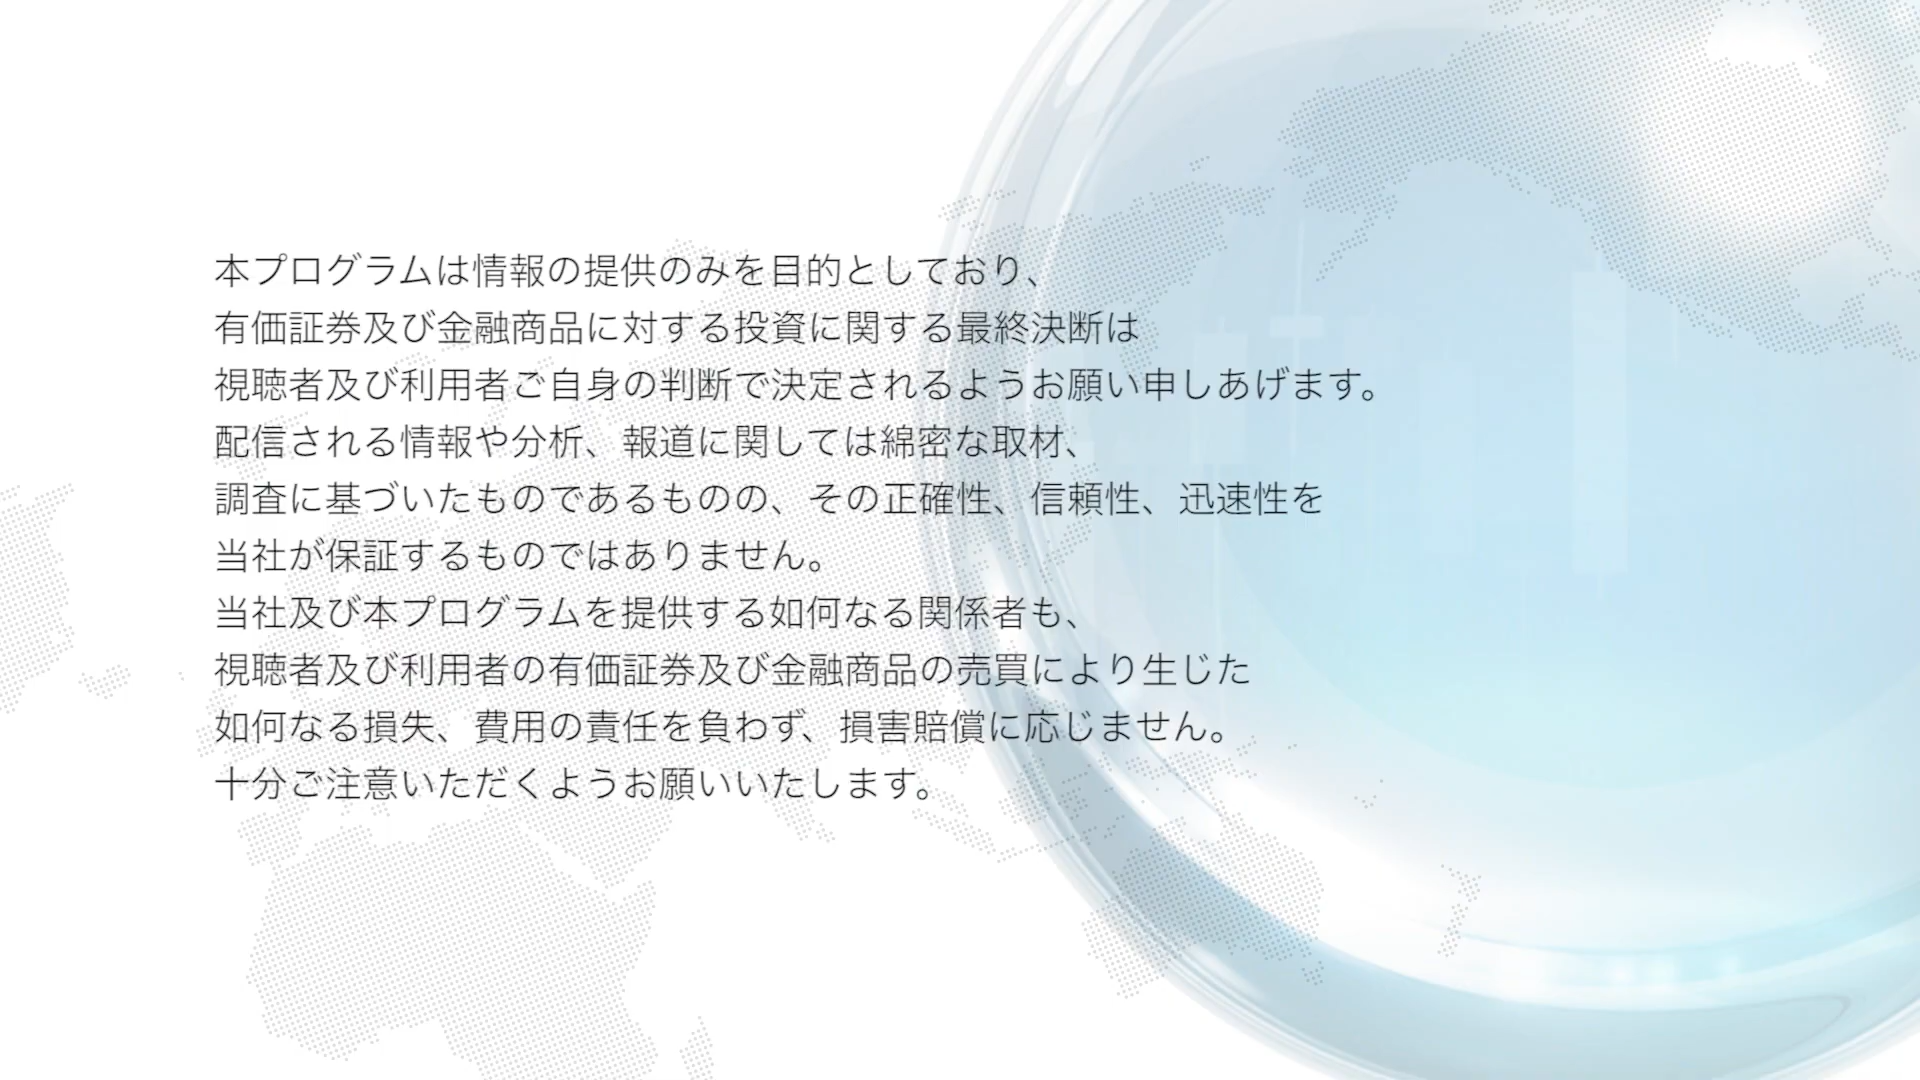 本プログラムは情報の提供のみを目的としており、
有価証券及び金融商品に対する投資に関する最終決断は
視聴者及び利用者ご自身の判断で決定されるようお願い申しあげます。
配信される情報や分析、報道に関しては綿密な取材、
調査に基づいたものであるものの、その正確性、信頼性、迅速性を
当社が保証するものではありません。
当社及び本プログラムを提供する如何なる関係者も、
視聴者及び利用者の有価証券及び金融商品の売買により生じた
如何なる損失、費用の責任を負わず、損害賠償に応じません。
十分ご注意いただくようお願いいたします。